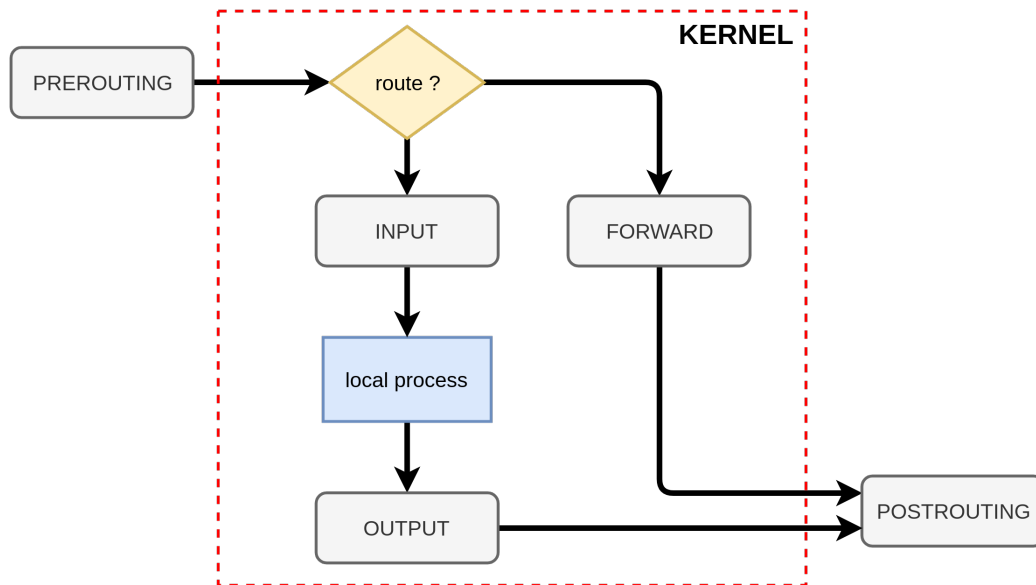 KERNEL
PREROUTING
route ?
INPUT
FORWARD
local process
OUTPUT
POSTROUTING